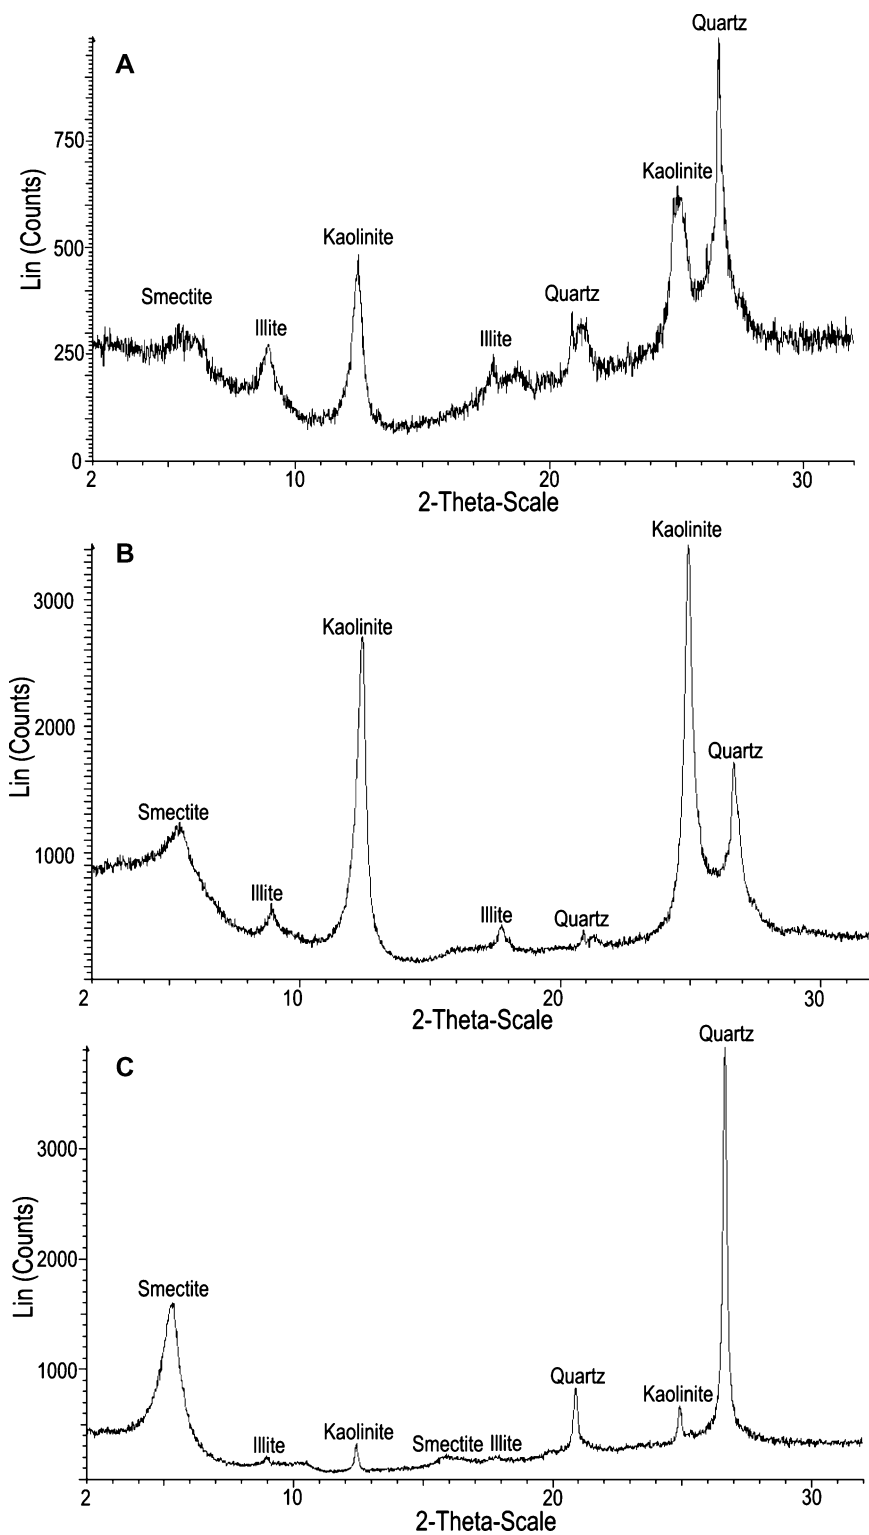 Quartz
A
750
Kaolinite
Lin (Counts)
500
Kaolinite
Smectite
Quartz
Illite
Illite
250
0
2 10 20 30
2-Theta-Scale
Kaolinite
B
3000
Kaolinite
Lin (Counts)
2000
Quartz
Smectite
1000
Illite
Illite
Quartz
2 10 20 30
2-Theta-Scale
Quartz
C
3000
Lin (Counts)
2000
Smectite
1000
Quartz
Kaolinite
Illite
Kaolinite
Smectite Illite
2 10 20 30
2-Theta-Scale